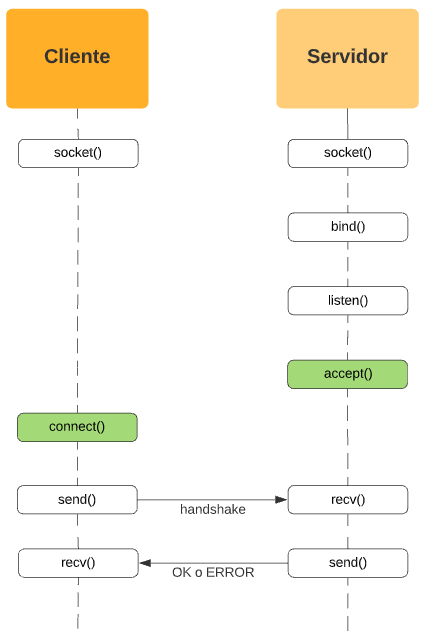 Cliente
Servidor
socket()
socket()
bind()
listen()
accept()
connect()
send()
handshake
recv()
recv()
OK o ERROR
send()